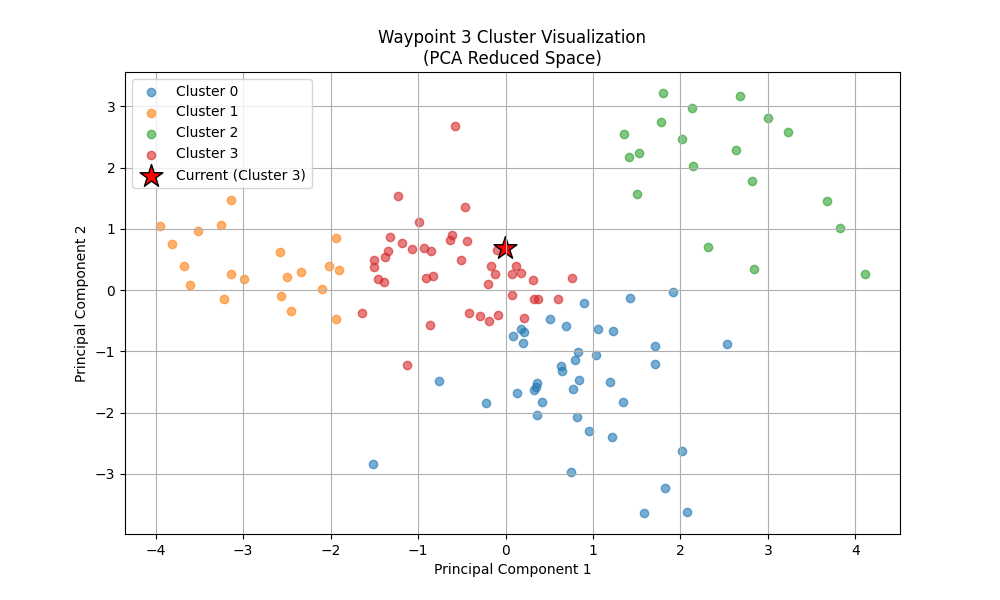 Waypoint 3 Cluster Visualization
(PCA Reduced Space)
Cluster 0
Cluster 1
Cluster 2
Cluster 3
Current (Cluster 3)
Principal Component 2
3
2
1
0
−1
−2
−3
−4
−3
−2
−1
0
1
2
3
4
Principal Component 1